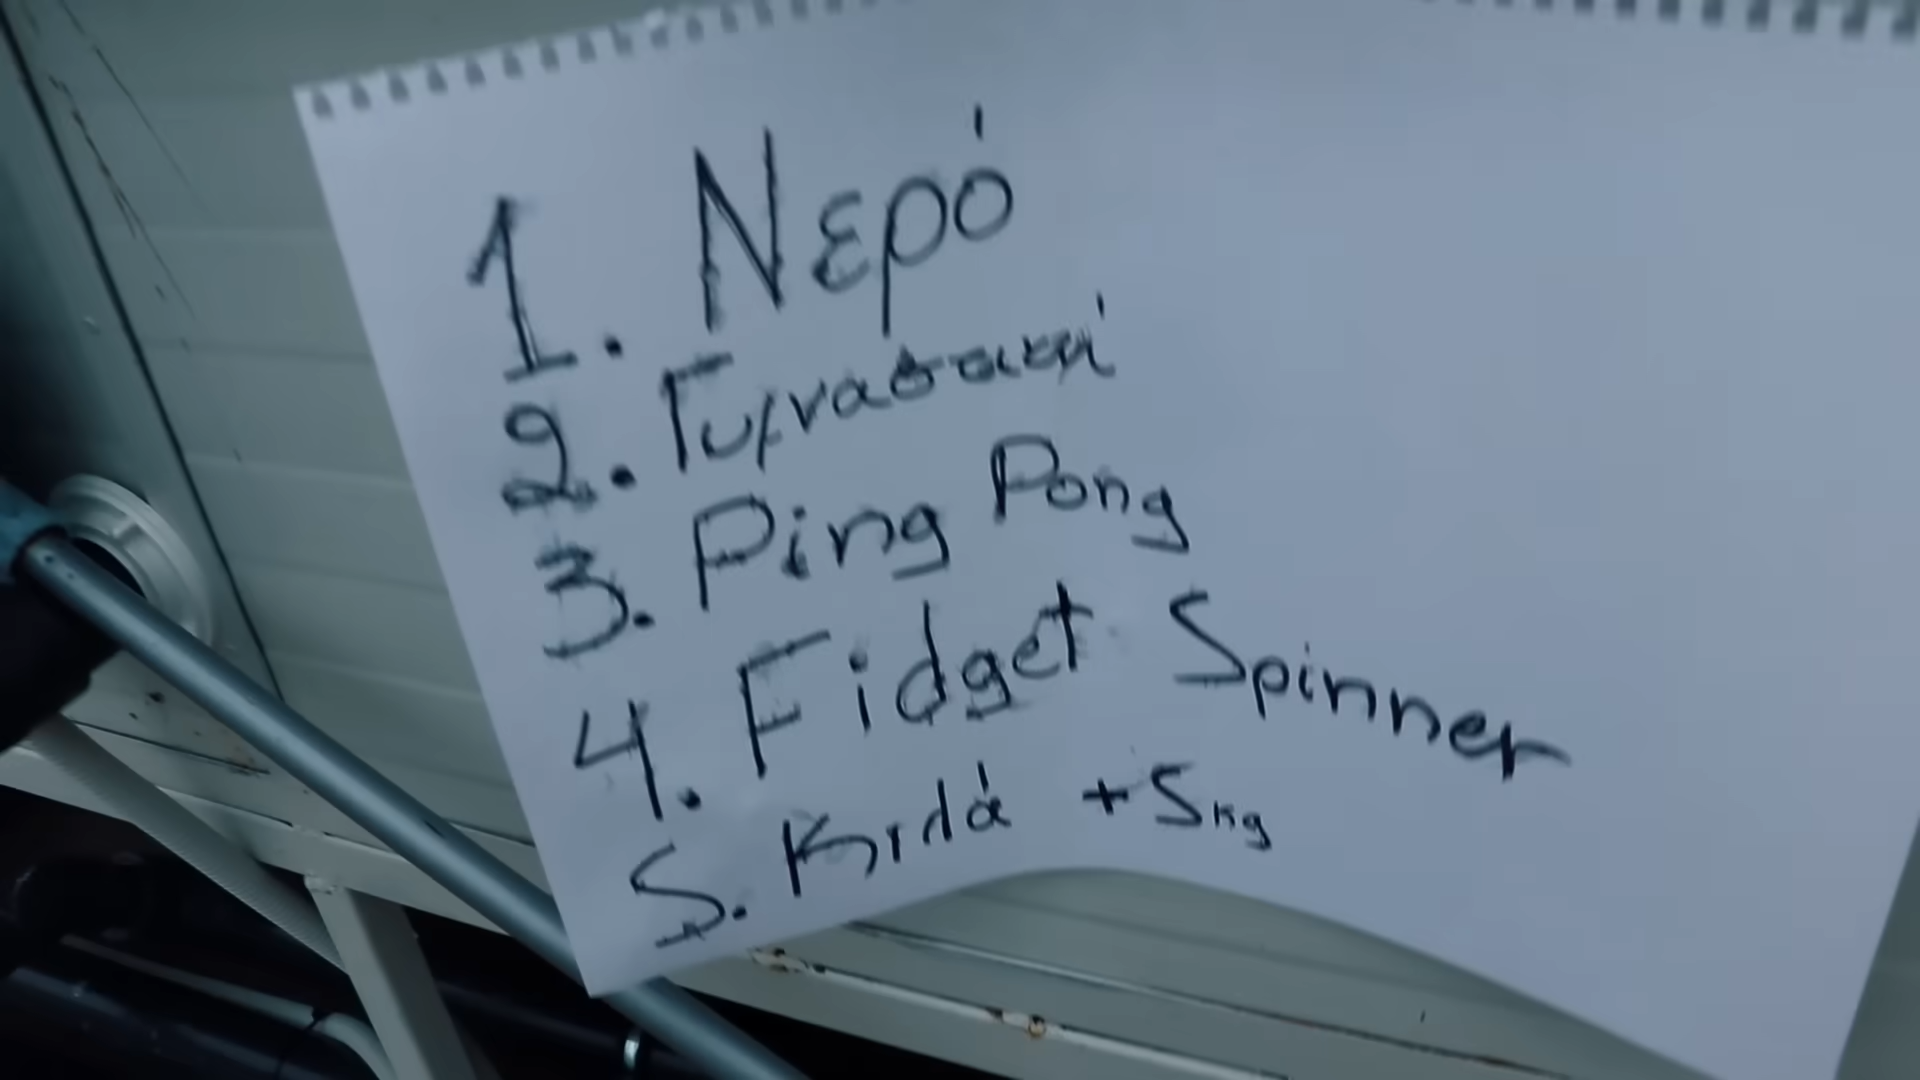 1. Νερό
2. Γυμναστική
3. Ping Pong
4. Fidget Spinner
5. Κιλά +5kg